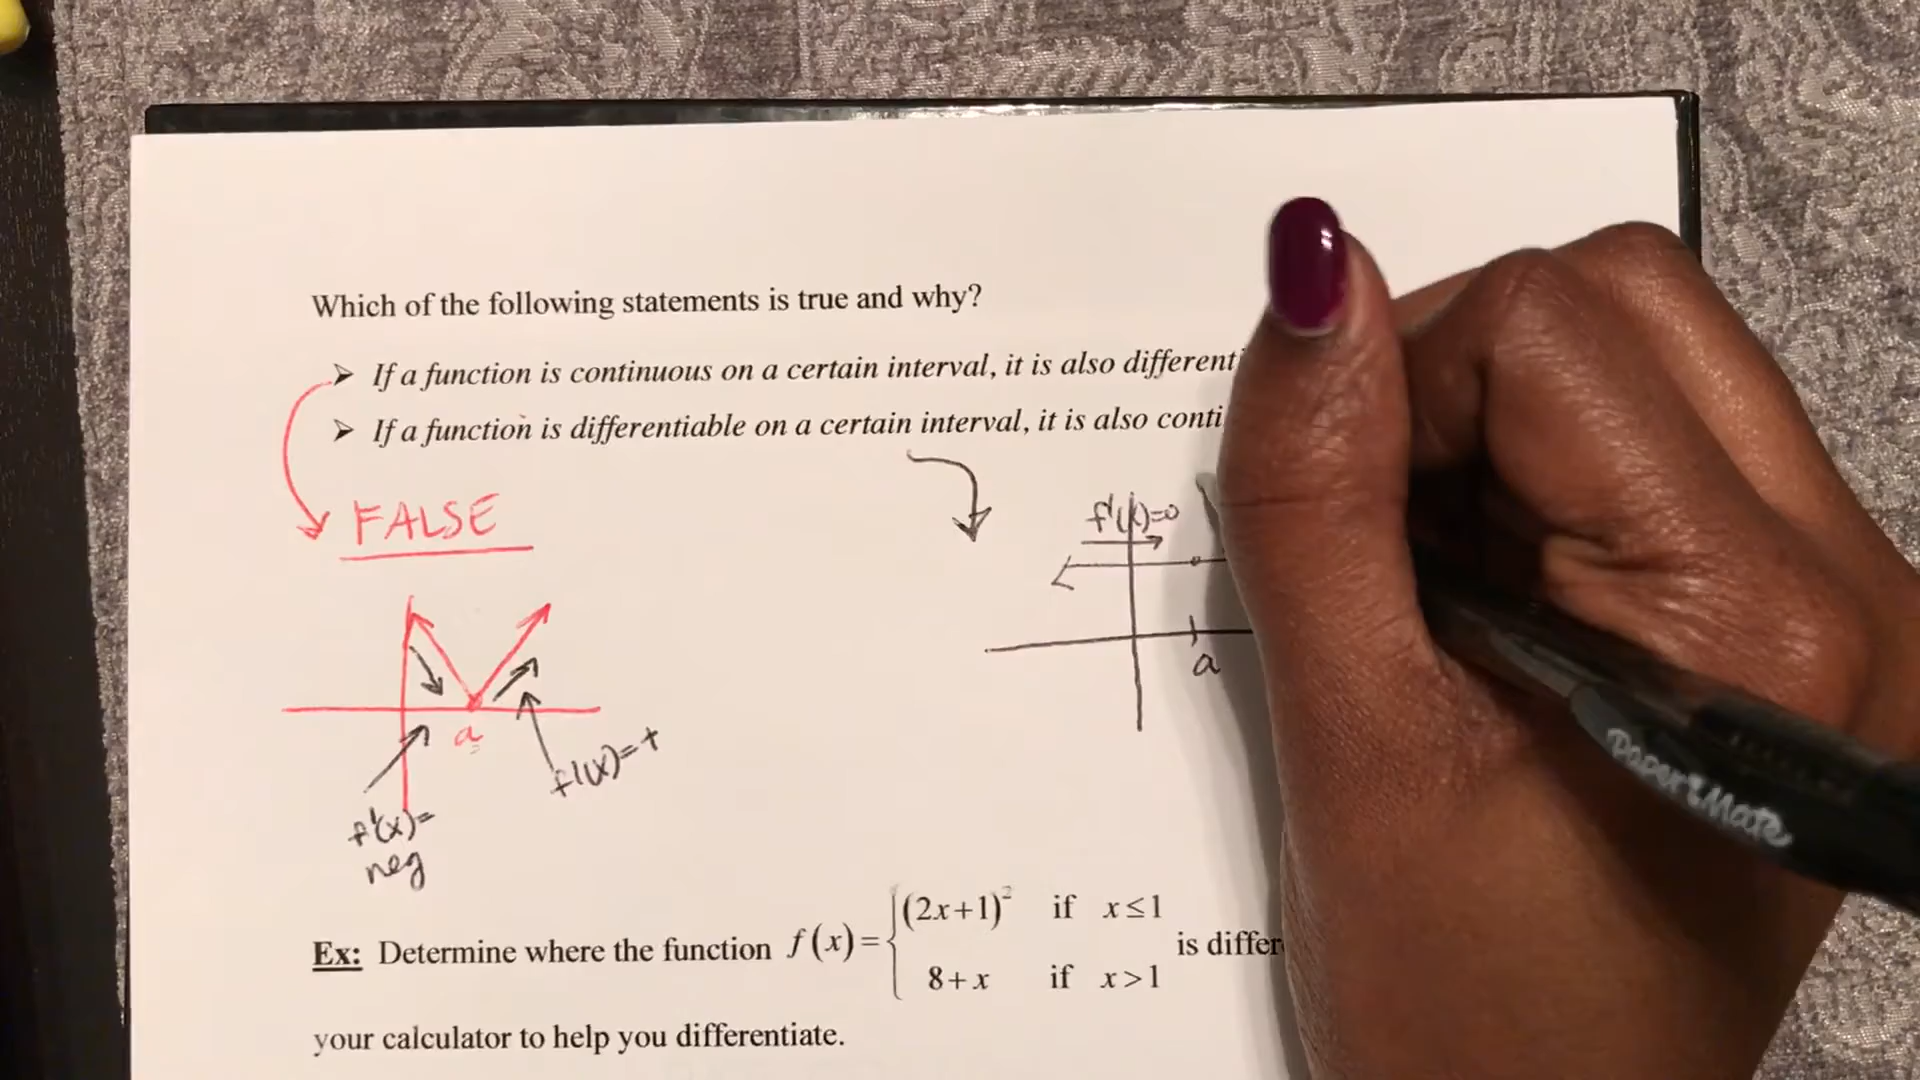 Which of the following statements is true and why?
➤ If a function is continuous on a certain interval, it is also differenti
➤ If a function is differentiable on a certain interval, it is also conti
FALSE
f'(x)=0
a
a
f'(x)=+
f'(x)=
neg
Ex: Determine where the function f(x)= { (2x+1)² if x≤1
8+x if x>1
is differ
your calculator to help you differentiate.
PaperMate